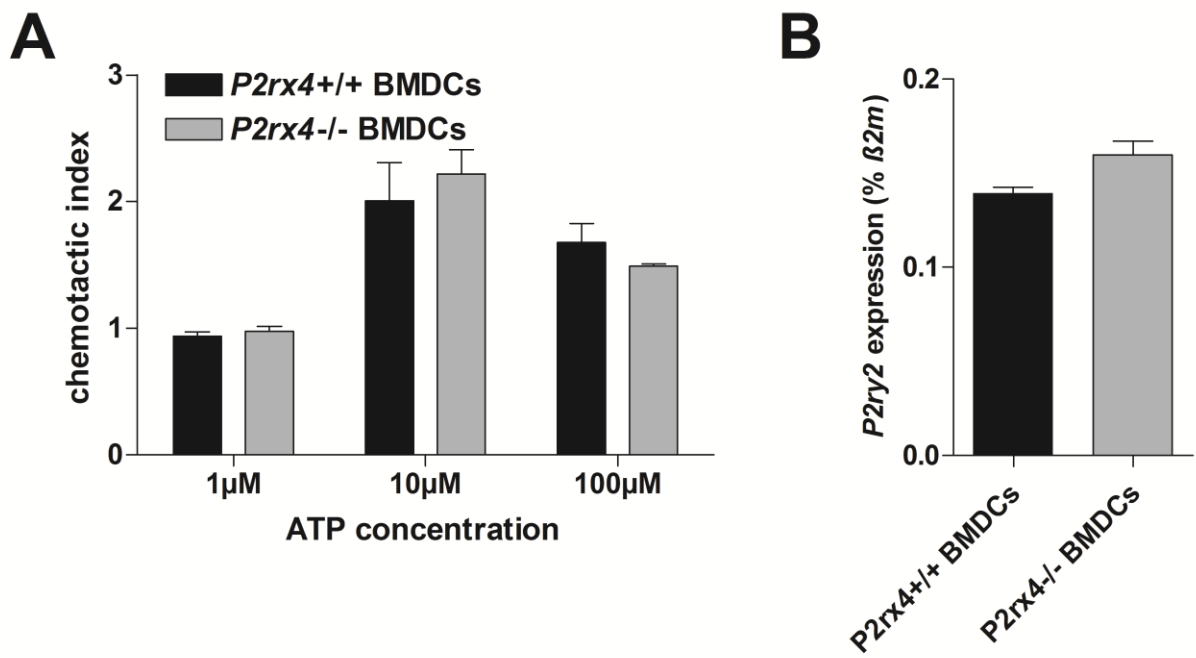 A
3
2
1
0
chemotactic index
P2rx4+/+ BMDCs
P2rx4-/- BMDCs
1µM
10µM
100µM
ATP concentration
B
0.2
0.1
0.0
P2ry2 expression (% ß2m)
P2rx4+/+ BMDCs
P2rx4-/- BMDCs